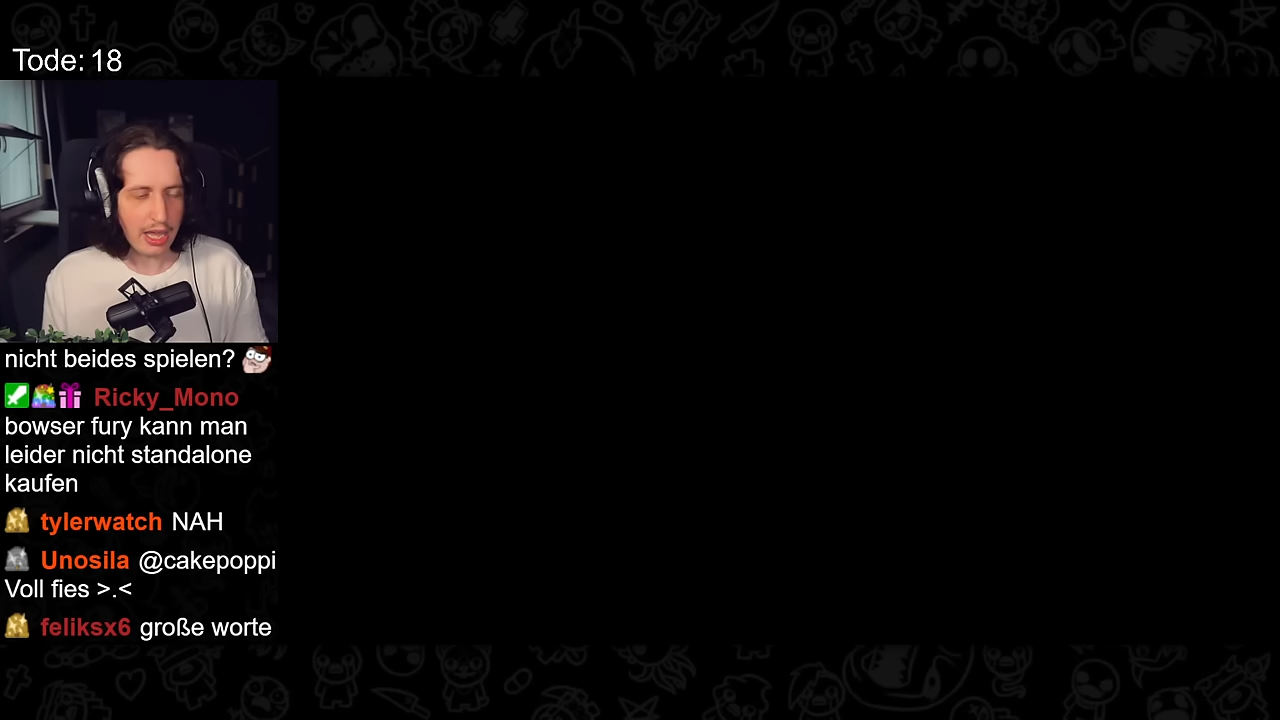 Tode: 18
nicht beides spielen?
Ricky_Mono
bowser fury kann man
leider nicht standalone
kaufen
tylerwatch NAH
Unosila @cakepoppi
Voll fies >.<
feliksx6 große worte